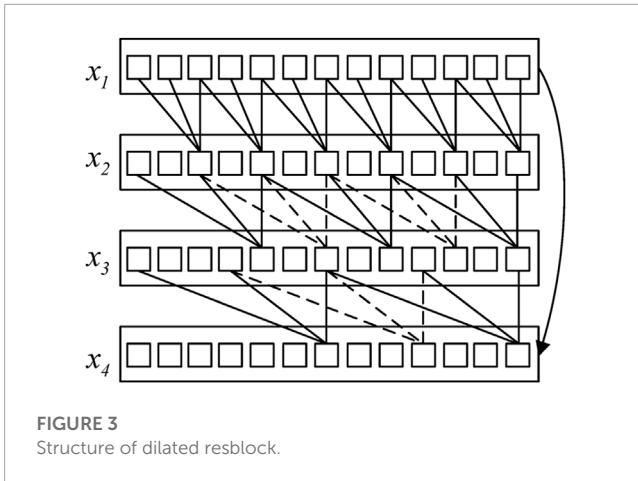 x1
x2
x3
x4
FIGURE 3
Structure of dilated resblock.